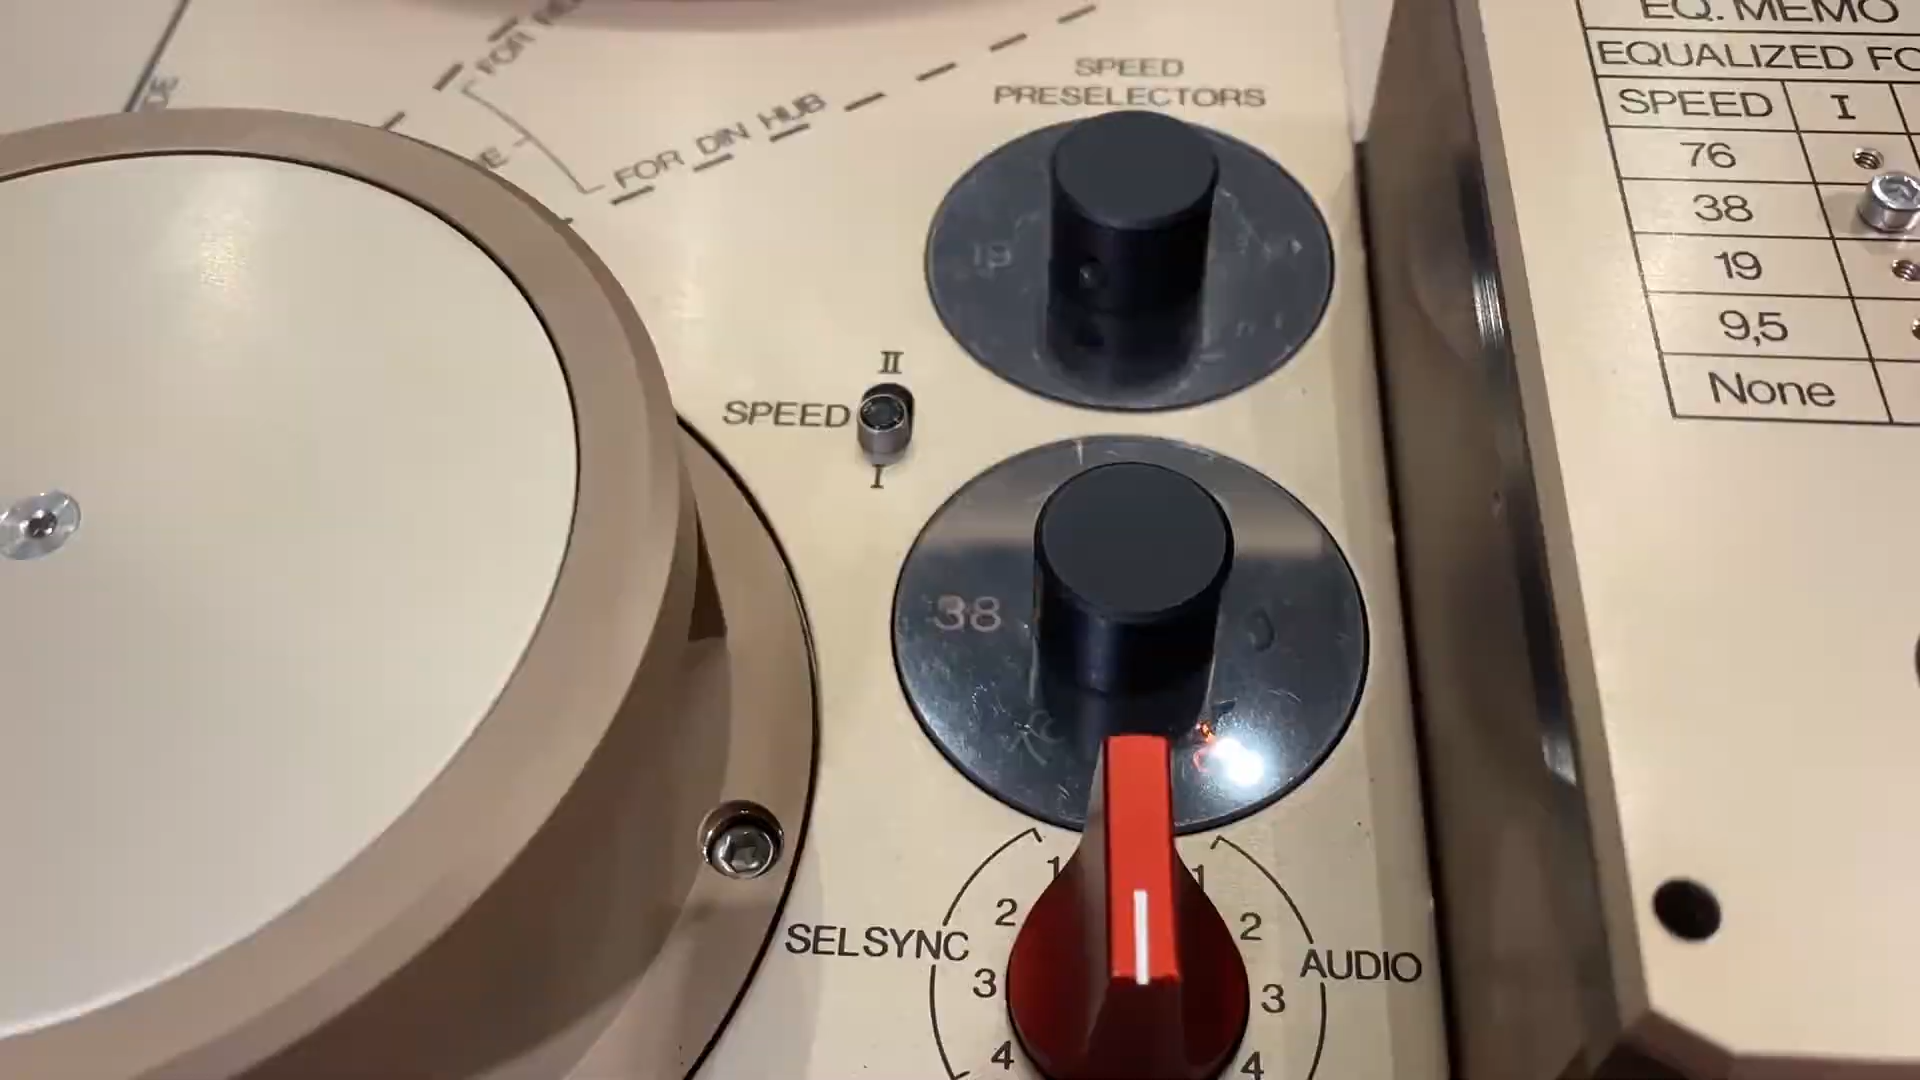 FOR
FOR DIN HUB
SPEED
PRESELECTORS
19
II
SPEED
I
38
1
2
SELSYNC
3
4
1
2
AUDIO
3
4
EQ. MEMO
EQUALIZED
SPEED I
76
38
19
9,5
None